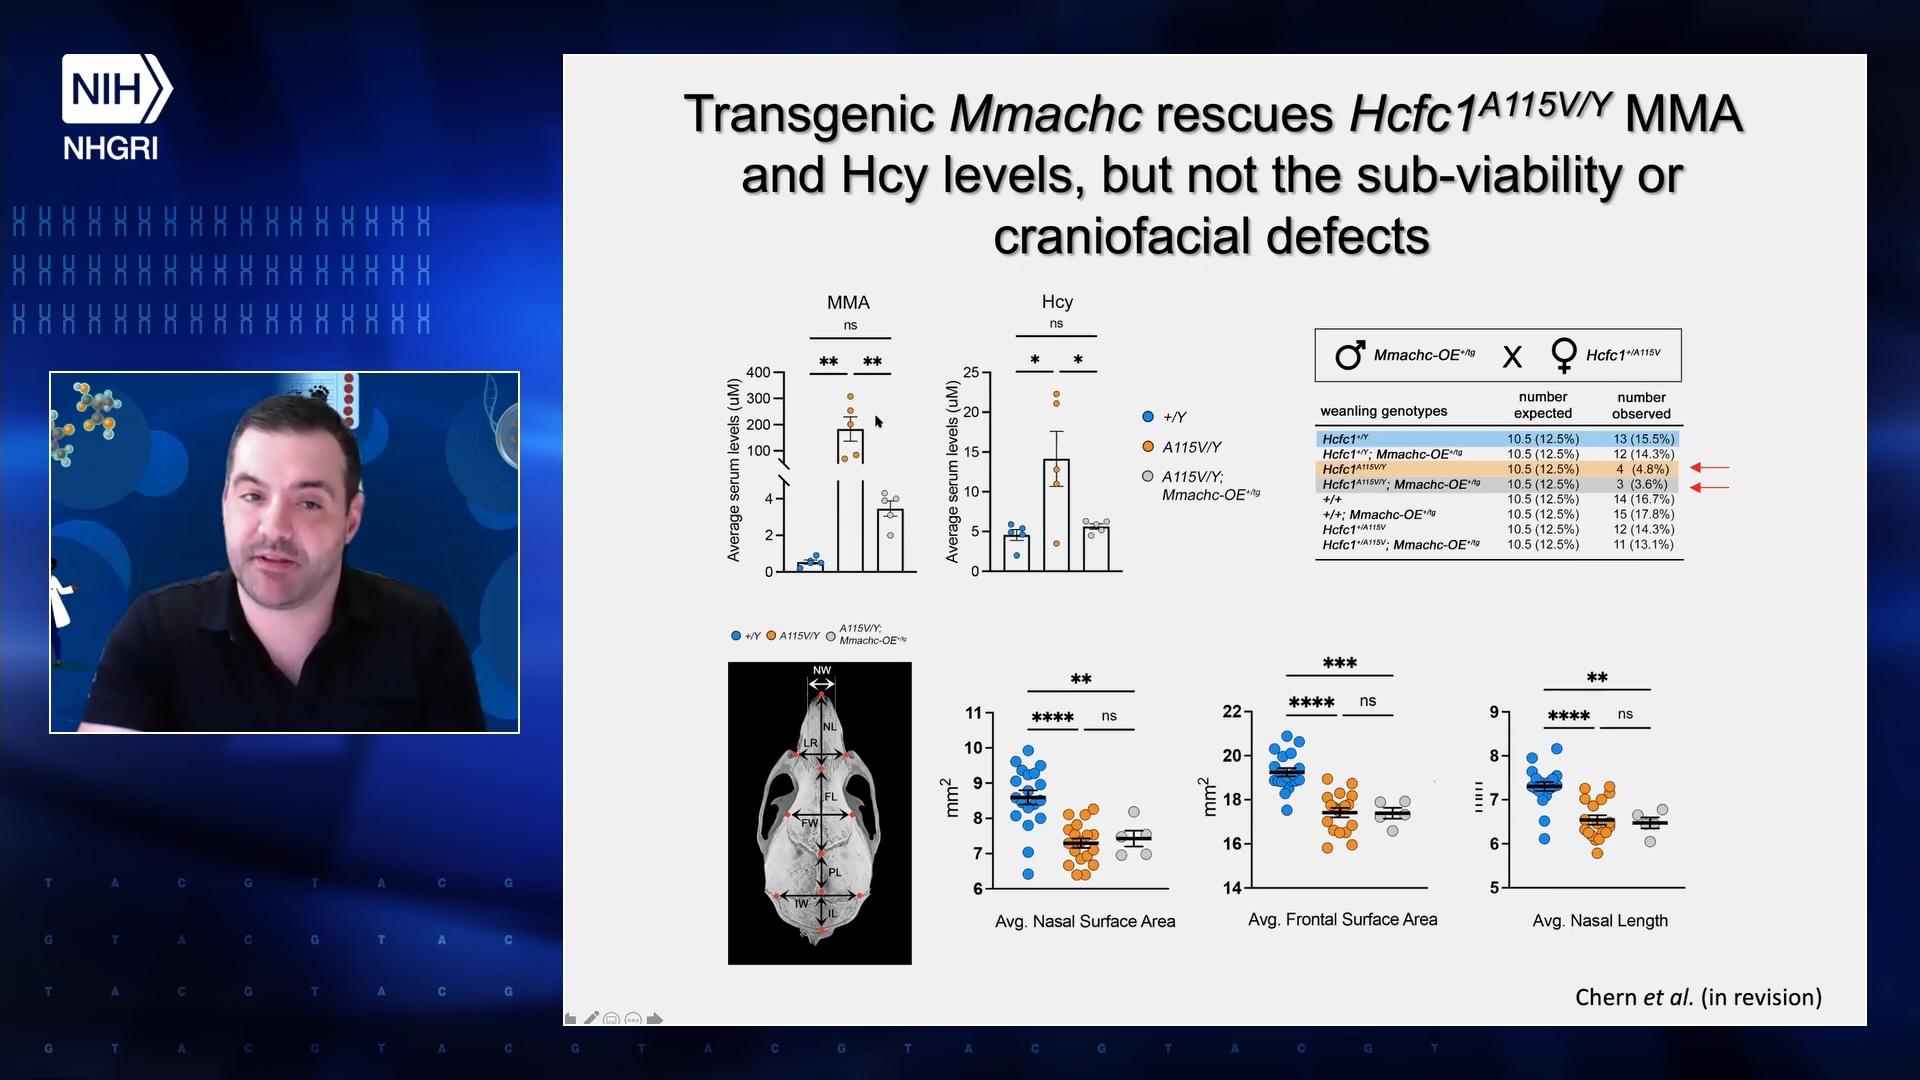 NIH
NHGRI
Transgenic Mmachc rescues Hcfc1A115V/Y MMA
and Hcy levels, but not the sub-viability or
craniofacial defects
MMA
ns
** **
Average serum levels (uM)
400
300
200
100
4
2
0
Hcy
ns
* *
Average serum levels (uM)
25
20
15
10
5
0
+/Y
A115V/Y
A115V/Y;
Mmachc-OE+/tg
♂ Mmachc-OE+/tg X ♀ Hcfc1+/A115V
weanling genotypes number expected number observed
Hcfc1+/Y 10.5 (12.5%) 13 (15.5%)
Hcfc1+/Y; Mmachc-OE+/tg 10.5 (12.5%) 12 (14.3%)
Hcfc1A115V/Y 10.5 (12.5%) 4 (4.8%)
Hcfc1A115V/Y; Mmachc-OE+/tg 10.5 (12.5%) 3 (3.6%)
+/+ 10.5 (12.5%) 14 (16.7%)
+/+; Mmachc-OE+/tg 10.5 (12.5%) 15 (17.8%)
Hcfc1+/A115V 10.5 (12.5%) 12 (14.3%)
Hcfc1+/A115V; Mmachc-OE+/tg 10.5 (12.5%) 11 (13.1%)
+/Y A115V/Y A115V/Y; Mmachc-OE+/tg
NW
NL
LR
FL
FW
PL
IW
IL
**
**** ns
mm2
11
10
9
8
7
6
Avg. Nasal Surface Area
***
**** ns
mm2
22
20
18
16
14
Avg. Frontal Surface Area
**
**** ns
9
8
7
6
5
Avg. Nasal Length
Chern et al. (in revision)
T A C G T A C G
G T A C G T A C
T A C G T A C G
G T A C G T A C G T A C G T A C G T A C G T